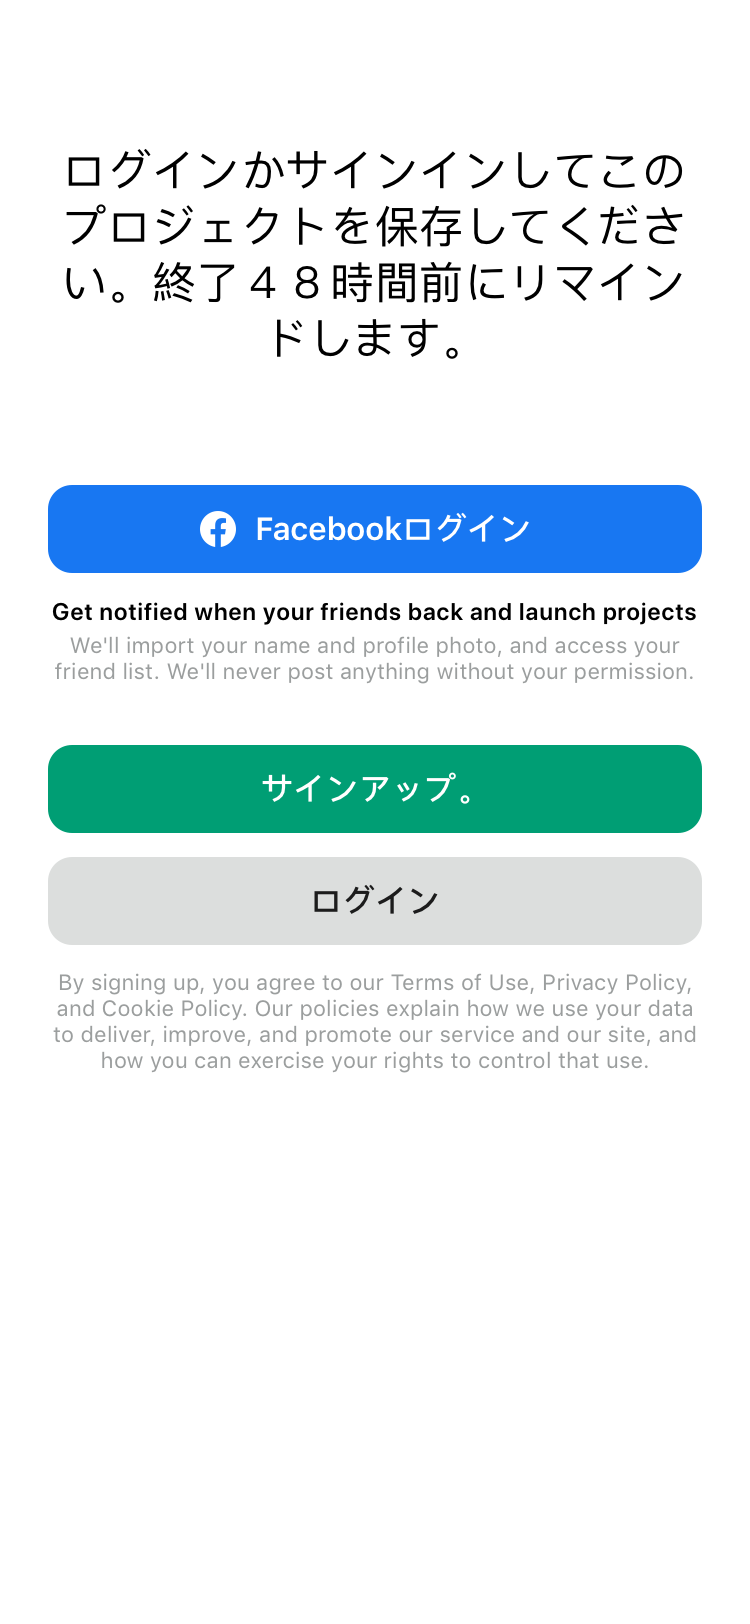 ログインかサインインしてこの
プロジェクトを保存してくださ
い。終了４８時間前にリマイン
ドします。
Facebookログイン
Get notified when your friends back and launch projects
We'll import your name and profile photo, and access your
friend list. We'll never post anything without your permission.
サインアップ。
ログイン
By signing up, you agree to our Terms of Use, Privacy Policy,
and Cookie Policy. Our policies explain how we use your data
to deliver, improve, and promote our service and our site, and
how you can exercise your rights to control that use.